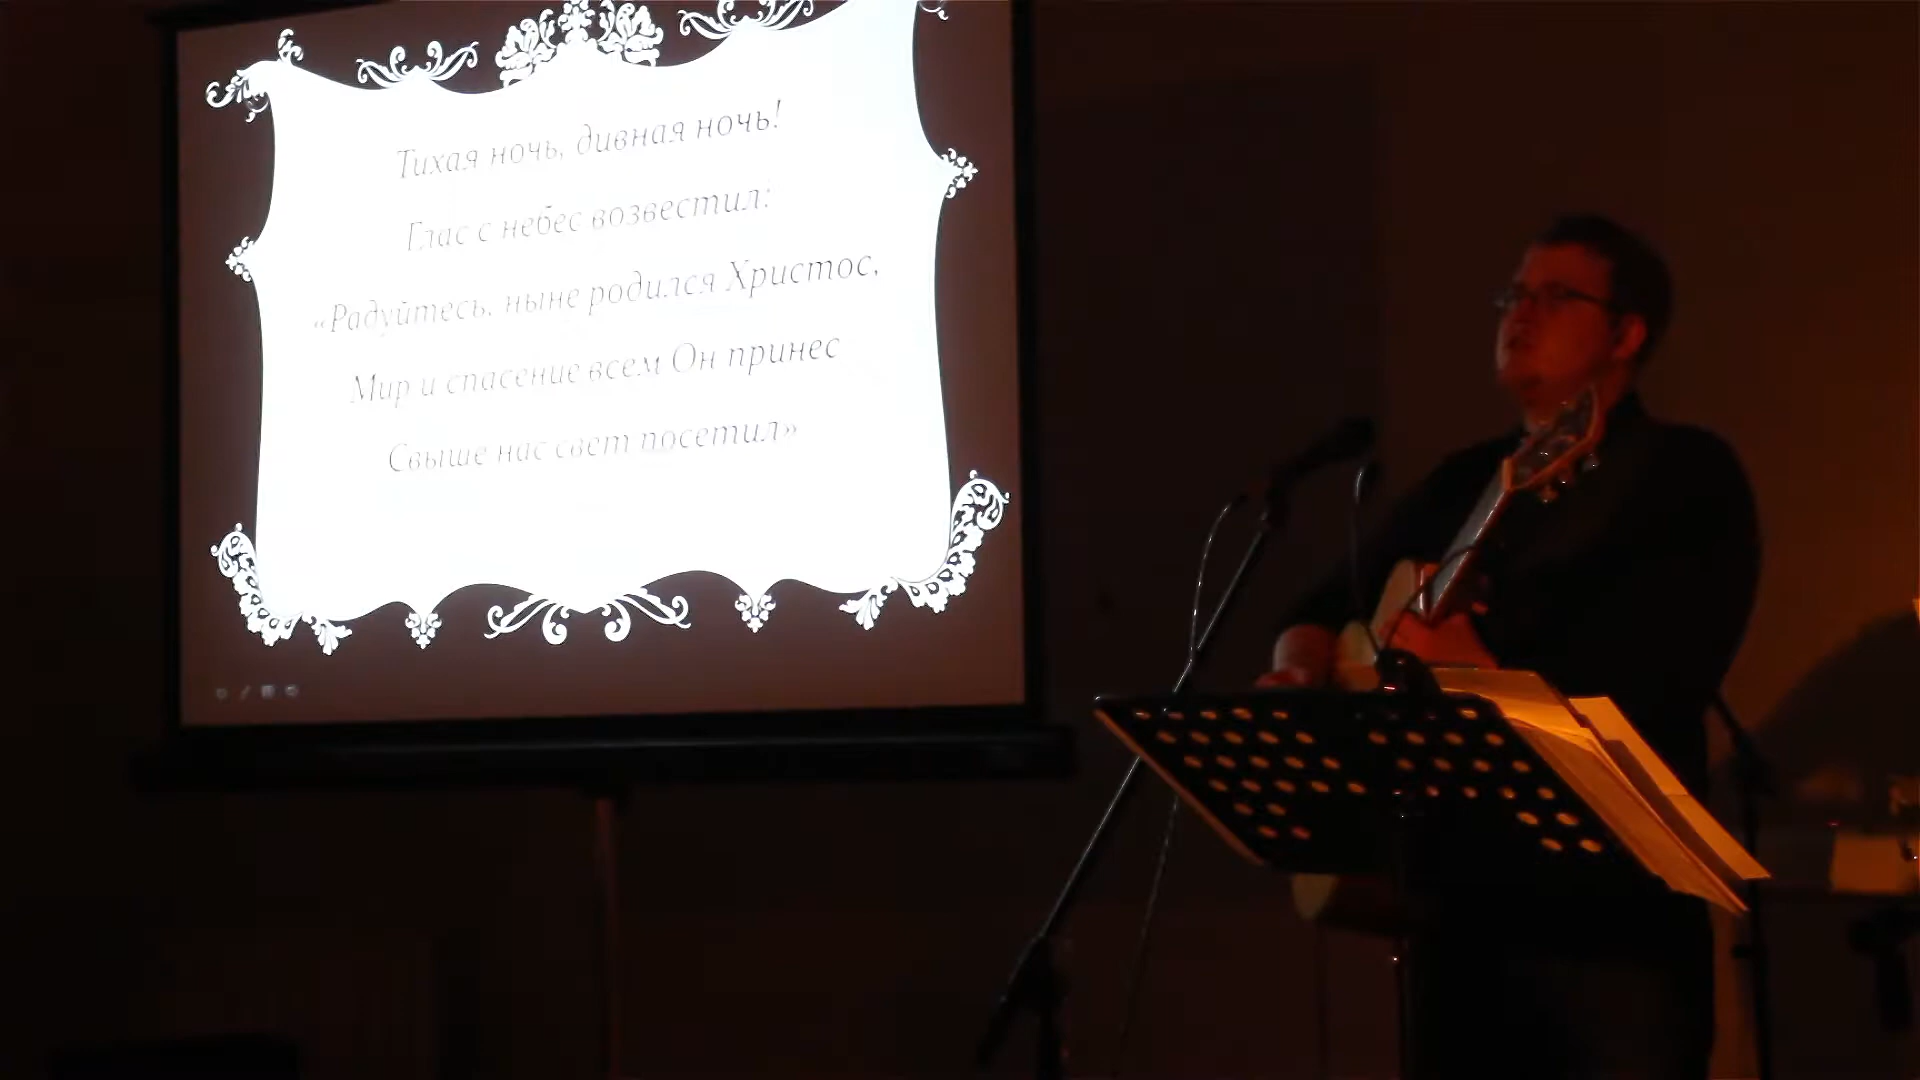 Тихая ночь, дивная ночь!
Глас с небес возвестил:
«Радуйтесь, ныне родился Христос,
Мир и спасение всем Он принес
Свыше нас свет посетил»